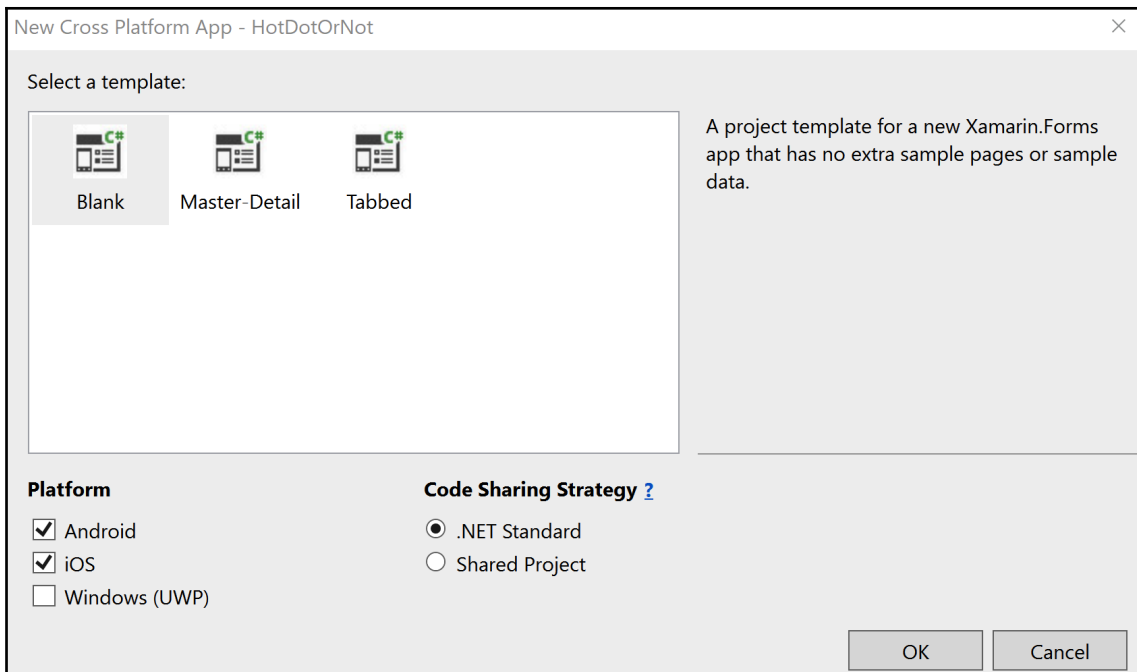 New Cross Platform App - HotDotOrNot
Select a template:
C# C# C#
Blank Master-Detail Tabbed
A project template for a new Xamarin.Forms
app that has no extra sample pages or sample
data.
Platform
Android
iOS
Windows (UWP)
Code Sharing Strategy ?
.NET Standard
Shared Project
OK Cancel